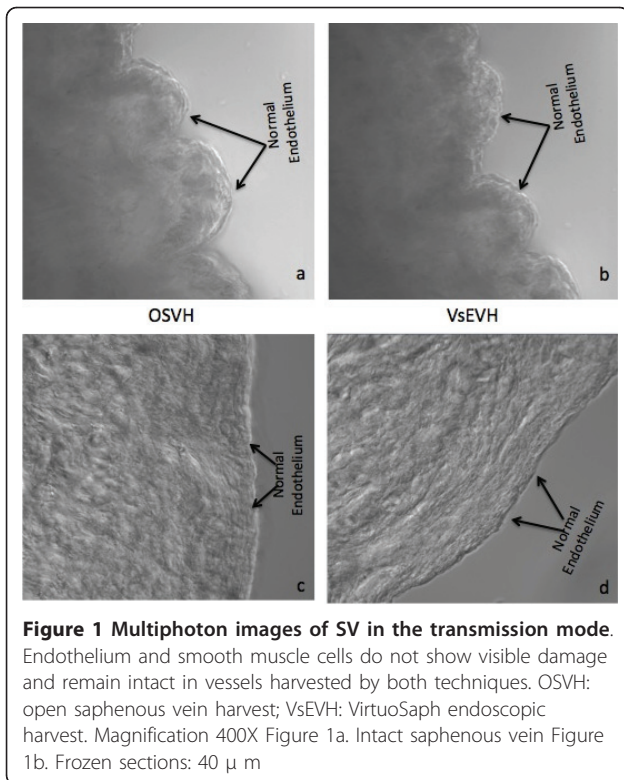 Normal
Endothelium
a
Normal
Endothelium
b
OSVH
VsEVH
Normal
Endothelium
c
Normal
Endothelium
d
Figure 1 Multiphoton images of SV in the transmission mode.
Endothelium and smooth muscle cells do not show visible damage
and remain intact in vessels harvested by both techniques. OSVH:
open saphenous vein harvest; VsEVH: VirtuoSaph endoscopic
harvest. Magnification 400X Figure 1a. Intact saphenous vein Figure
1b. Frozen sections: 40 μ m